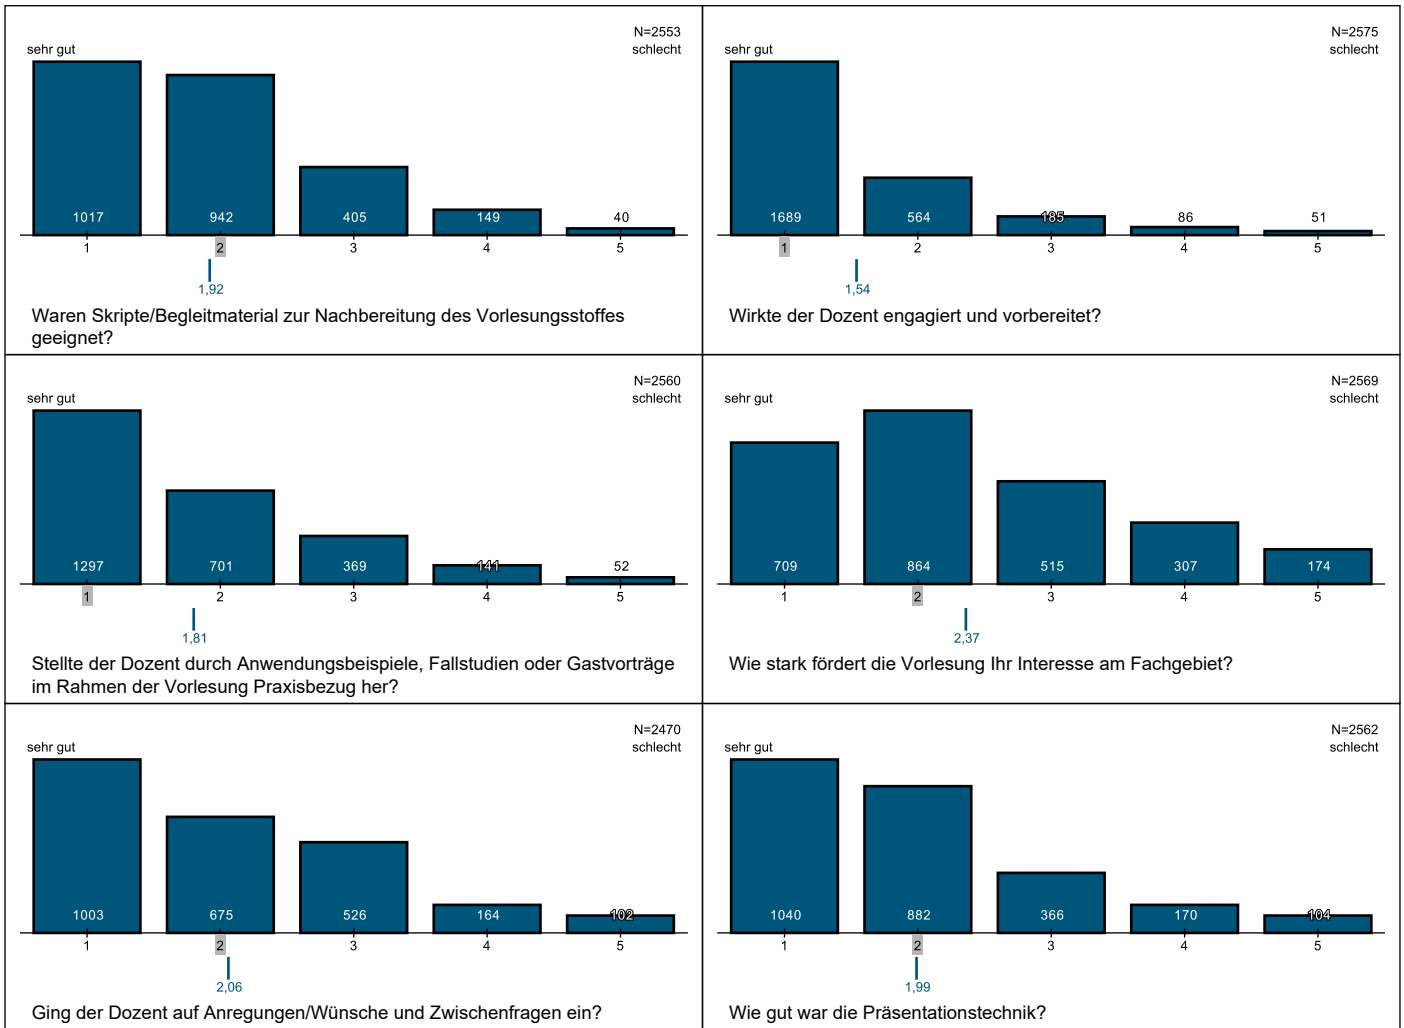 N=2553
sehr gut schlecht
1017 942 405 149 40
1 2 3 4 5
1,92
Waren Skripte/Begleitmaterial zur Nachbereitung des Vorlesungsstoffes
geeignet?
N=2575
sehr gut schlecht
1689 564 185 86 51
1 2 3 4 5
1,54
Wirkte der Dozent engagiert und vorbereitet?
N=2560
sehr gut schlecht
1297 701 369 141 52
1 2 3 4 5
1,81
Stellte der Dozent durch Anwendungsbeispiele, Fallstudien oder Gastvorträge
im Rahmen der Vorlesung Praxisbezug her?
N=2569
sehr gut schlecht
709 864 515 307 174
1 2 3 4 5
2,37
Wie stark fördert die Vorlesung Ihr Interesse am Fachgebiet?
N=2470
sehr gut schlecht
1003 675 526 164 102
1 2 3 4 5
2,06
Ging der Dozent auf Anregungen/Wünsche und Zwischenfragen ein?
N=2562
sehr gut schlecht
1040 882 366 170 104
1 2 3 4 5
1,99
Wie gut war die Präsentationstechnik?